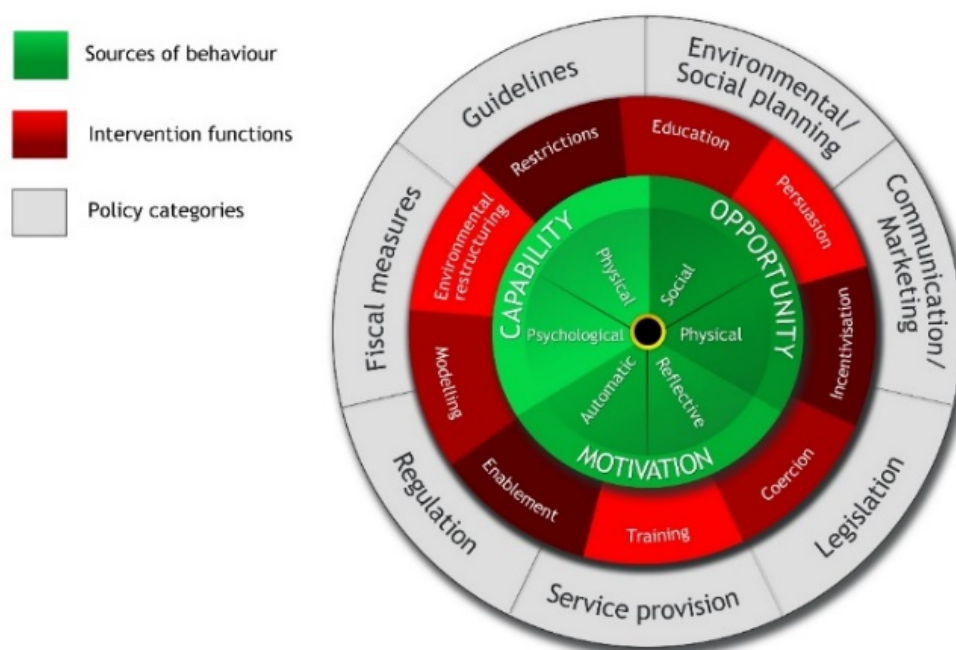 Sources of behaviour
Intervention functions
Policy categories
Guidelines
Environmental/
Social planning
Communication/
Marketing
Legislation
Service provision
Regulation
Fiscal measures
Restrictions
Education
Persuasion
Incentivisation
Coercion
Training
Enablement
Modelling
Environmental
restructuring
CAPABILITY
OPPORTUNITY
MOTIVATION
Physical
Social
Physical
Reflective
Automatic
Psychological